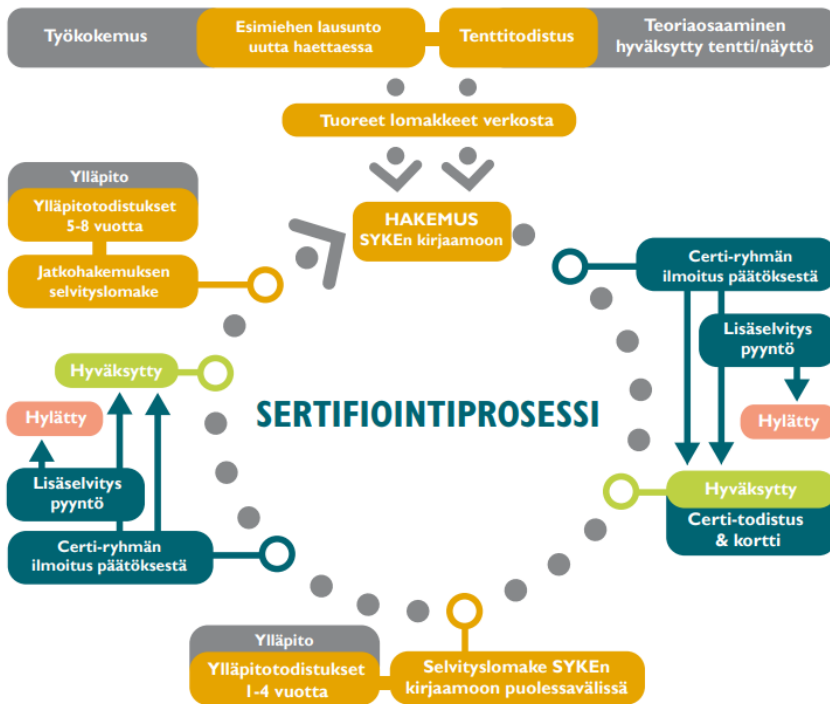 Työkokemus
Esimiehen lausunto
uutta haettaessa
Tenttitodistus
Teoriaosaaminen
hyväksytty tentti/näyttö
Tuoreet lomakkeet verkosta
HAKEMUS
SYKEn kirjaamoon
Ylläpito
Ylläpitotodistukset
5-8 vuotta
Jatkohakemuksen
selvityslomake
Certi-ryhmän
ilmoitus päätöksestä
Lisäselvitys
pyyntö
Hylätty
Hyväksytty
Certi-todistus
& kortti
SERTIFIOINTIPROSESSI
Hyväksytty
Hylätty
Lisäselvitys
pyyntö
Certi-ryhmän
ilmoitus päätöksestä
Ylläpito
Ylläpitotodistukset
1-4 vuotta
Selvityslomake SYKEn
kirjaamoon puolessavälissä